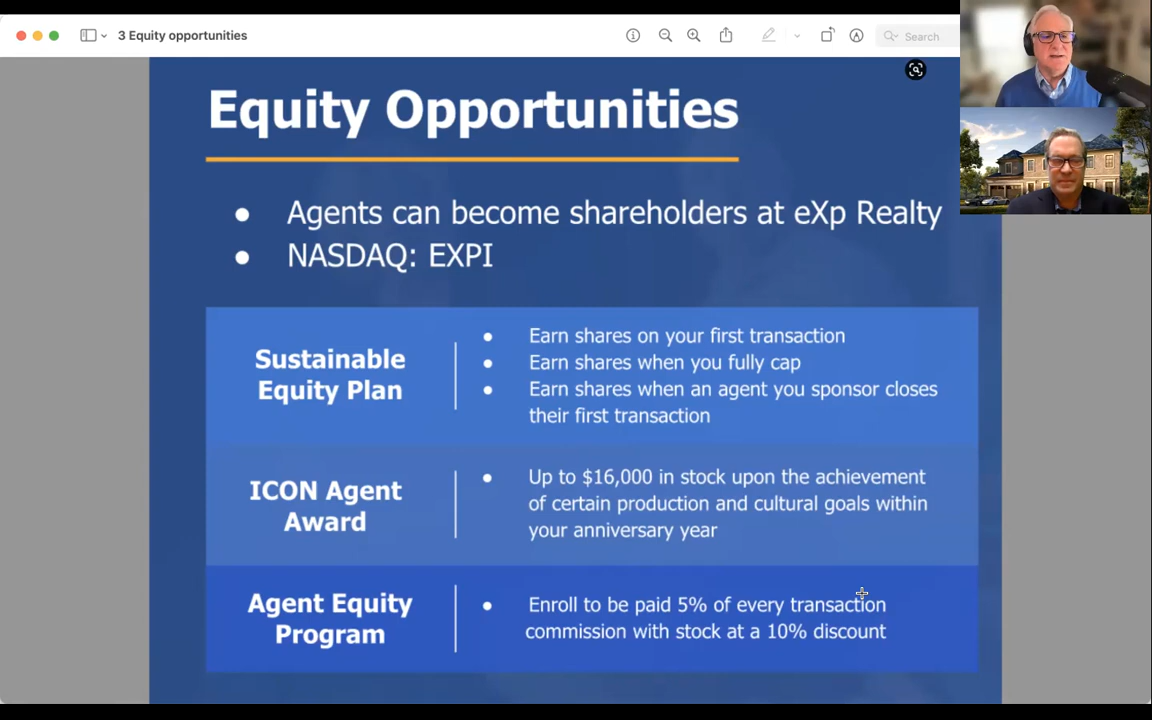 3 Equity opportunities
Search
Equity Opportunities
● Agents can become shareholders at eXp Realty
● NASDAQ: EXPI
Sustainable
Equity Plan
● Earn shares on your first transaction
● Earn shares when you fully cap
● Earn shares when an agent you sponsor closes
their first transaction
ICON Agent
Award
● Up to $16,000 in stock upon the achievement
of certain production and cultural goals within
your anniversary year
Agent Equity
Program
● Enroll to be paid 5% of every transaction
commission with stock at a 10% discount